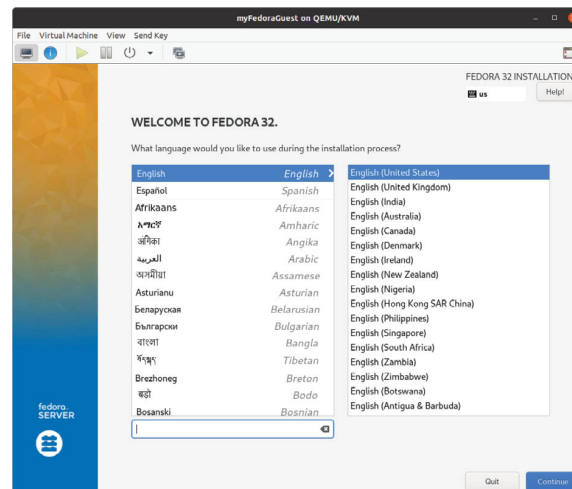 myFedoraGuest on QEMU/KVM
File Virtual Machine View Send Key
FEDORA 32 INSTALLATION
us
Help!
WELCOME TO FEDORA 32.
What language would you like to use during the installation process?
English English
Español Spanish
Afrikaans Afrikaans
አማርኛ Amharic
अंगिका Angika
العربية Arabic
অসমীয়া Assamese
Asturianu Asturian
Беларуская Belarusian
Български Bulgarian
বাংলা Bangla
Tibetan
Brezhoneg Breton
बड़ो Bodo
Bosanski Bosnian
English (United States)
English (United Kingdom)
English (India)
English (Australia)
English (Canada)
English (Denmark)
English (Ireland)
English (New Zealand)
English (Nigeria)
English (Hong Kong SAR China)
English (Philippines)
English (Singapore)
English (South Africa)
English (Zambia)
English (Zimbabwe)
English (Botswana)
English (Antigua & Barbuda)
fedora.
SERVER
Quit
Continue